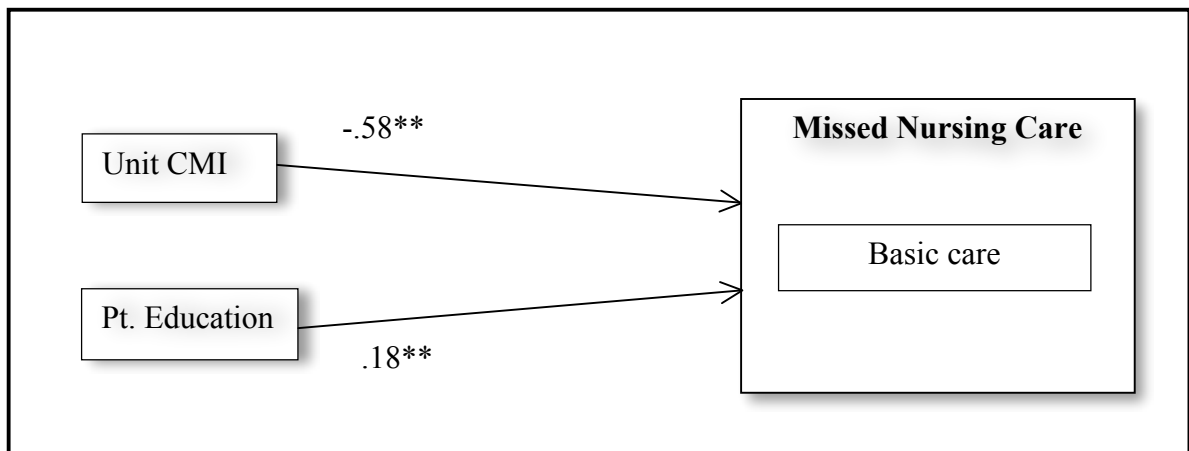 -.58**
Missed Nursing Care
Unit CMI
Basic care
Pt. Education
.18**